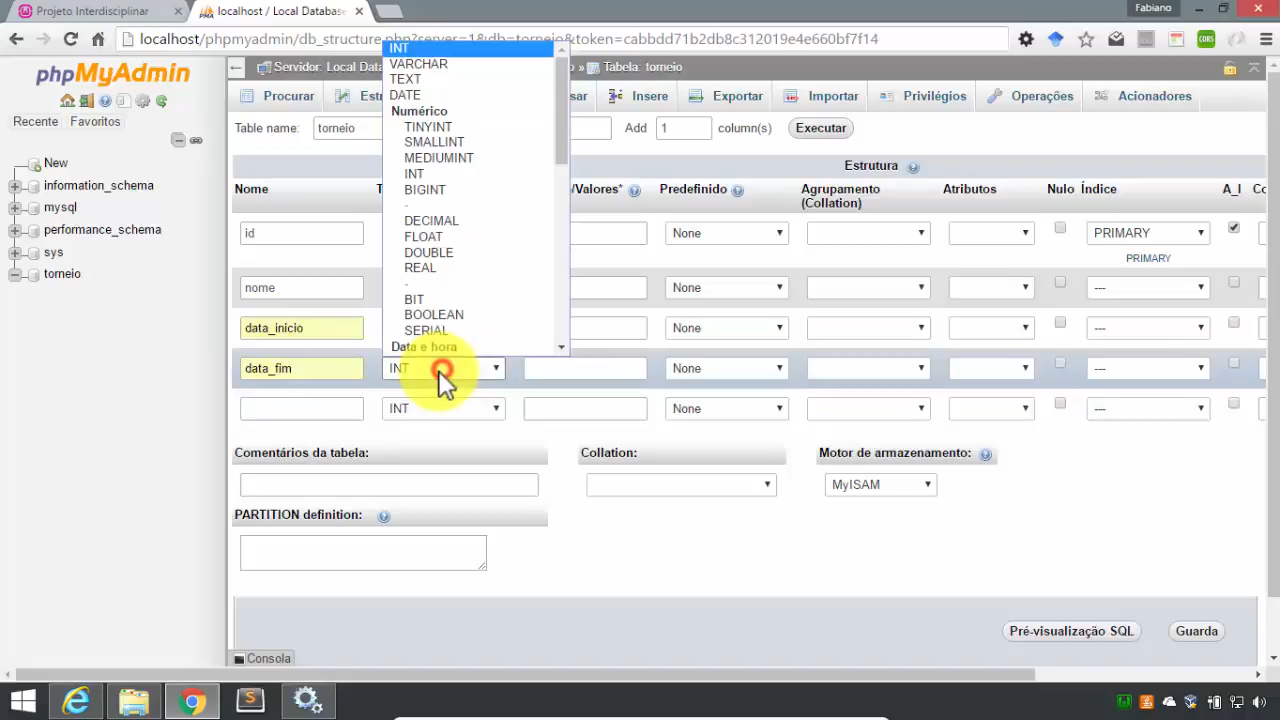 Projeto Interdisciplinar
localhost / Local Database
Fabiano
localhost/phpmyadmin/db_structure.php?server=1&db=torneio&token=cabbdd71b2db8c312019e4e660bf7f14
phpMyAdmin
Recente Favoritos
New
information_schema
mysql
performance_schema
sys
torneio
Servidor: Local Data
» Tabela: torneio
Procurar
Estr
sar
Insere
Exportar
Importar
Privilégios
Operações
Acionadores
Table name: torneio Add 1 column(s) Executar
Estrutura
Nome T /Valores* Predefinido Agrupamento (Collation) Atributos Nulo Índice A_I Co
id None PRIMARY
PRIMARY
nome None ---
data_inicio None ---
data_fim INT None ---
INT None ---
INT
VARCHAR
TEXT
DATE
Numérico
TINYINT
SMALLINT
MEDIUMINT
INT
BIGINT
-
DECIMAL
FLOAT
DOUBLE
REAL
-
BIT
BOOLEAN
SERIAL
Data e hora
Comentários da tabela: Collation: Motor de armazenamento:
MyISAM
PARTITION definition:
Pré-visualização SQL Guarda
Consola